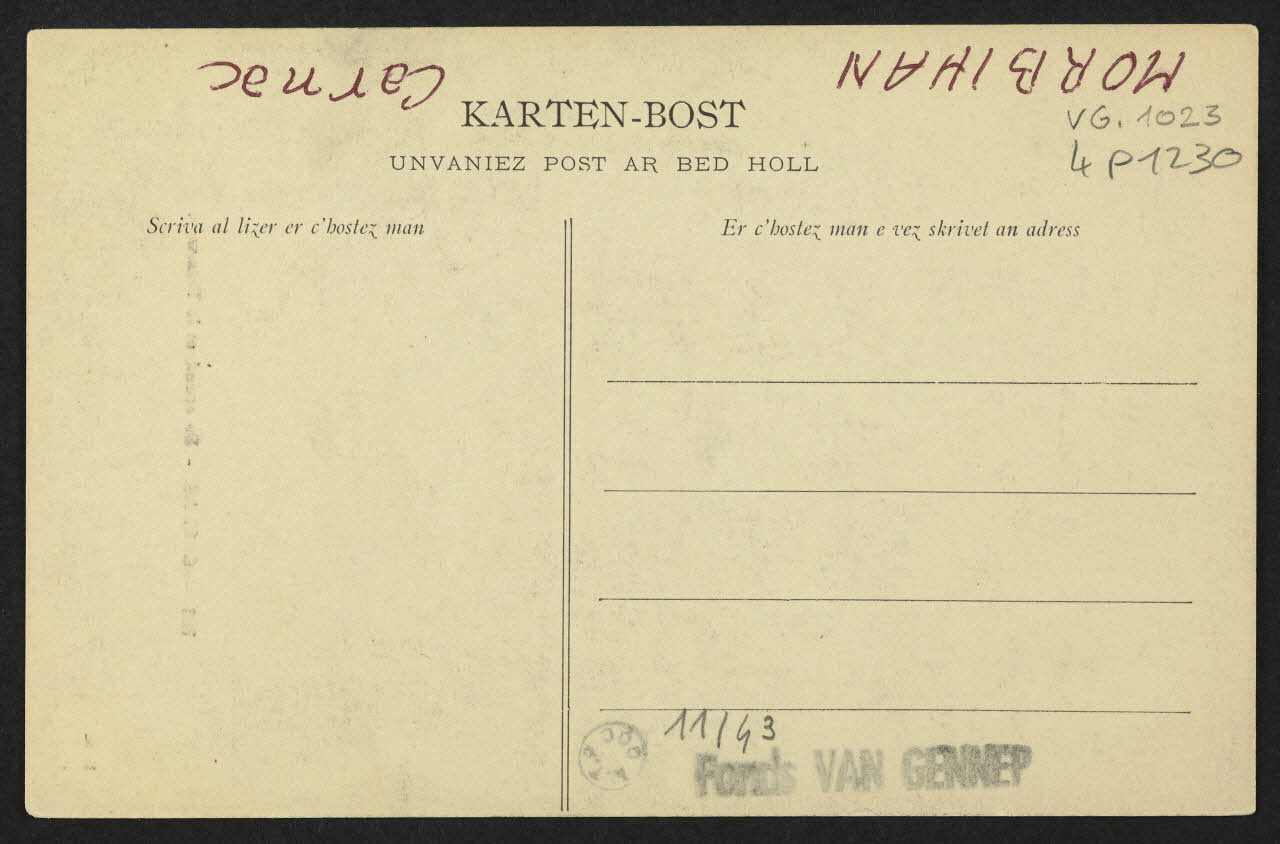 MORBIHAN
Carnac
KARTEN-BOST
VG. 1023
4 P 1230
UNVANIEZ POST AR BED HOLL
Scriva al lizer er c'hostez man
Er c'hostez man e vez skrivet an adress
11/43
Fonds VAN GENNEP